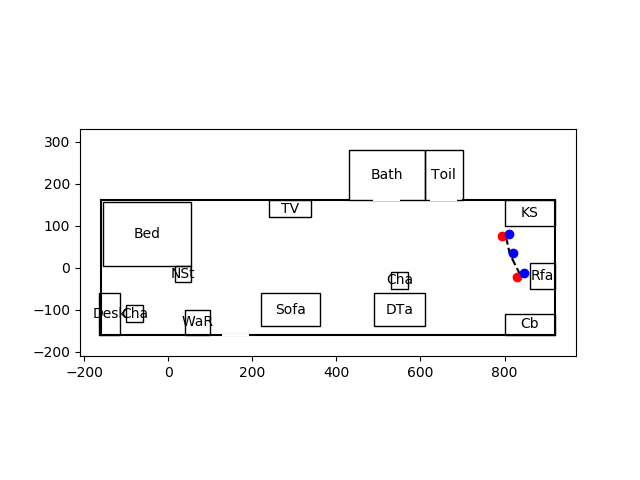 300
200
100
0
−100
−200
−200
0
200
400
600
800
Bath
Toil
TV
KS
Bed
NSt
Cha
Rfa
Desk
Cha
WaR
Sofa
DTa
Cb